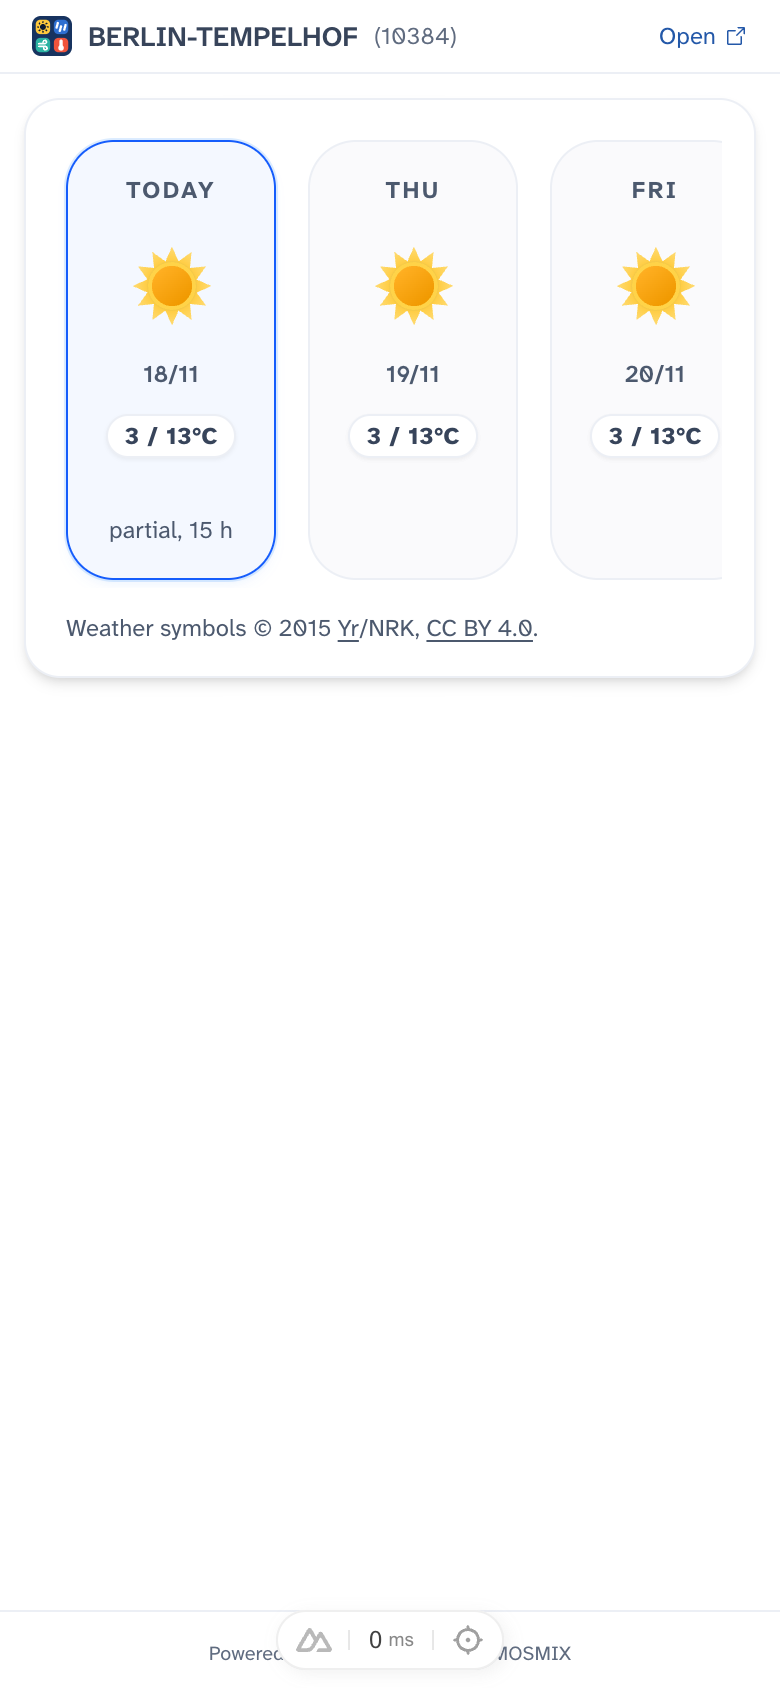 BERLIN-TEMPELHOF (10384) Open
TODAY THU FRI
18/11 19/11 20/11
3 / 13°C 3 / 13°C 3 / 13°C
partial, 15 h
Weather symbols © 2015 Yr/NRK, CC BY 4.0.
0 ms
MOSMIX